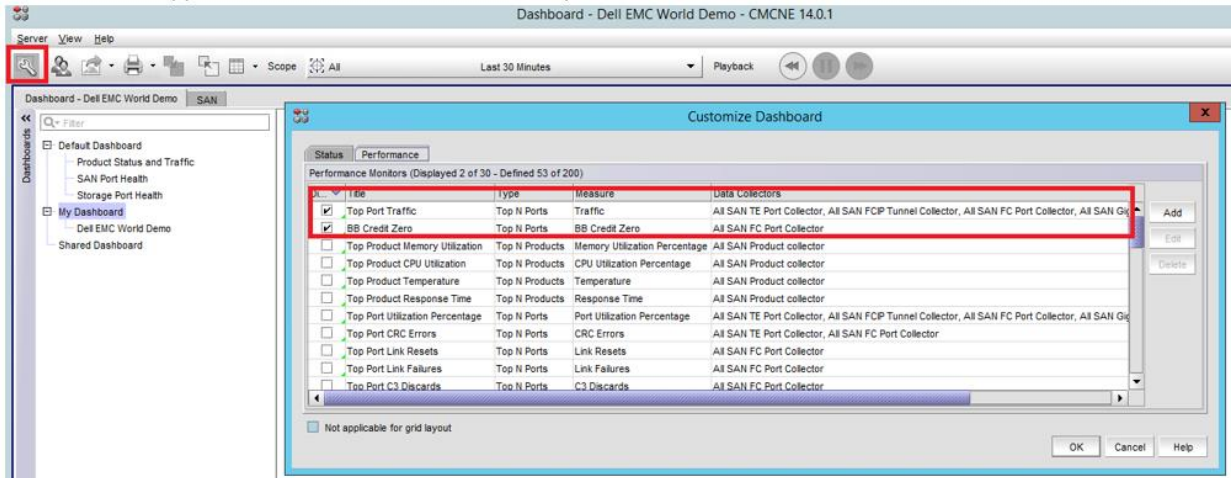 Dashboard - Dell EMC World Demo - CMCNE 14.0.1
Server View Help
Scope All Last 30 Minutes Playback
Dashboard - Dell EMC World Demo SAN
Dashboards
Filter
Default Dashboard
Product Status and Traffic
SAN Port Health
Storage Port Health
My Dashboard
Dell EMC World Demo
Shared Dashboard
Customize Dashboard
Status Performance
Performance Monitors (Displayed 2 of 30 - Defined 53 of 200)
Di... Title Type Measure Data Collectors
Top Port Traffic Top N Ports Traffic All SAN TE Port Collector, All SAN FCIP Tunnel Collector, All SAN FC Port Collector, All SAN Gig
BB Credit Zero Top N Ports BB Credit Zero All SAN FC Port Collector
Top Product Memory Utilization Top N Products Memory Utilization Percentage All SAN Product collector
Top Product CPU Utilization Top N Products CPU Utilization Percentage All SAN Product collector
Top Product Temperature Top N Products Temperature All SAN Product collector
Top Product Response Time Top N Products Response Time All SAN Product collector
Top Port Utilization Percentage Top N Ports Port Utilization Percentage All SAN TE Port Collector, All SAN FCIP Tunnel Collector, All SAN FC Port Collector, All SAN Gig
Top Port CRC Errors Top N Ports CRC Errors All SAN TE Port Collector, All SAN FC Port Collector
Top Port Link Resets Top N Ports Link Resets All SAN FC Port Collector
Top Port Link Failures Top N Ports Link Failures All SAN FC Port Collector
Top Port C3 Discards Top N Ports C3 Discards All SAN FC Port Collector
Add
Edit
Delete
Not applicable for grid layout
OK Cancel Help